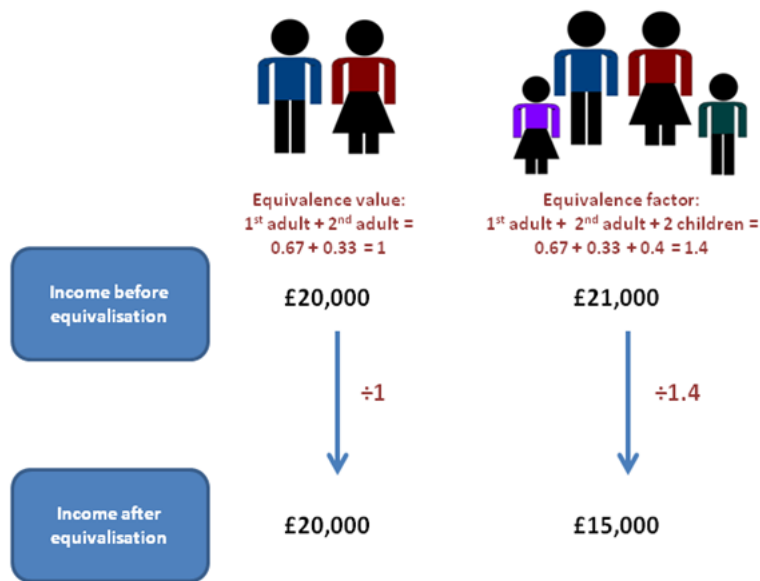 Equivalence value:
1st adult + 2nd adult =
0.67 + 0.33 = 1
Equivalence factor:
1st adult + 2nd adult + 2 children =
0.67 + 0.33 + 0.4 = 1.4
Income before
equivalisation
£20,000
£21,000
÷1
÷1.4
Income after
equivalisation
£20,000
£15,000